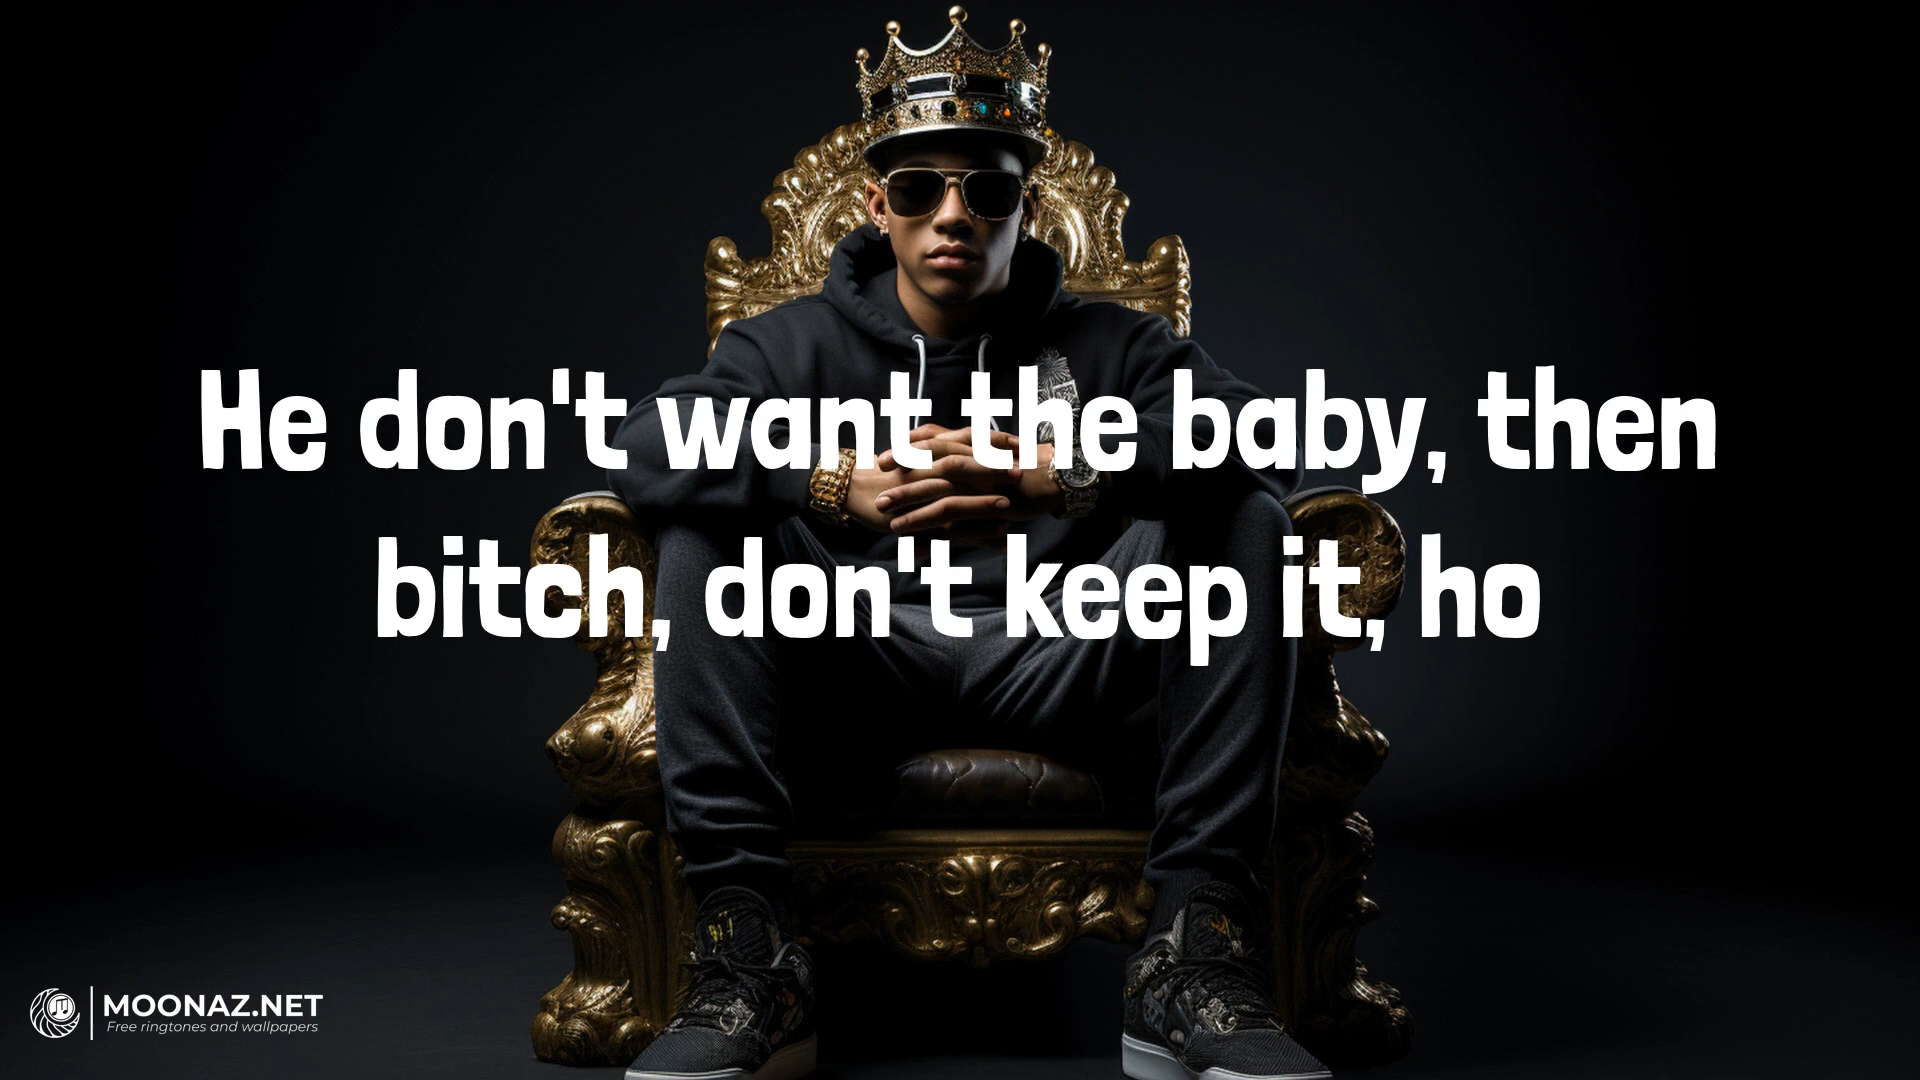 He don't want the baby, then
bitch, don't keep it, ho
MOONAZ.NET
Free ringtones and wallpapers